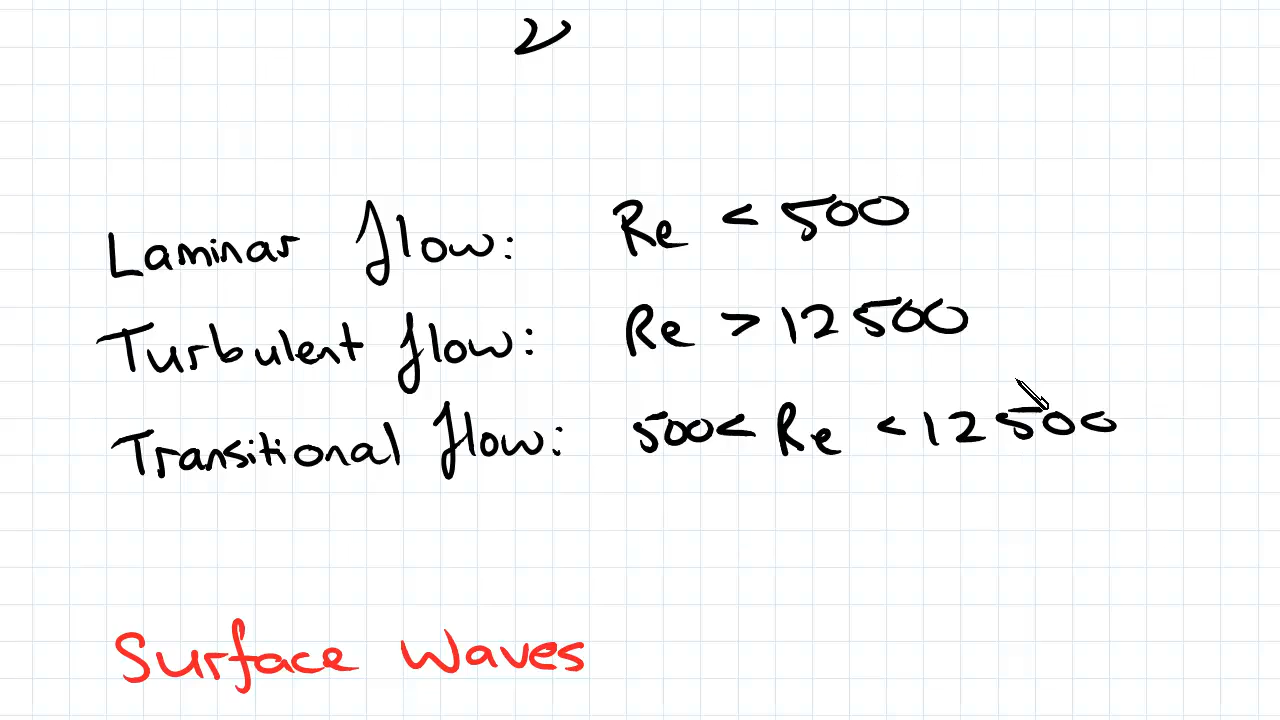 ν
Laminar flow: Re < 500
Turbulent flow: Re > 12500
Transitional flow: 500 < Re < 12500
Surface Waves